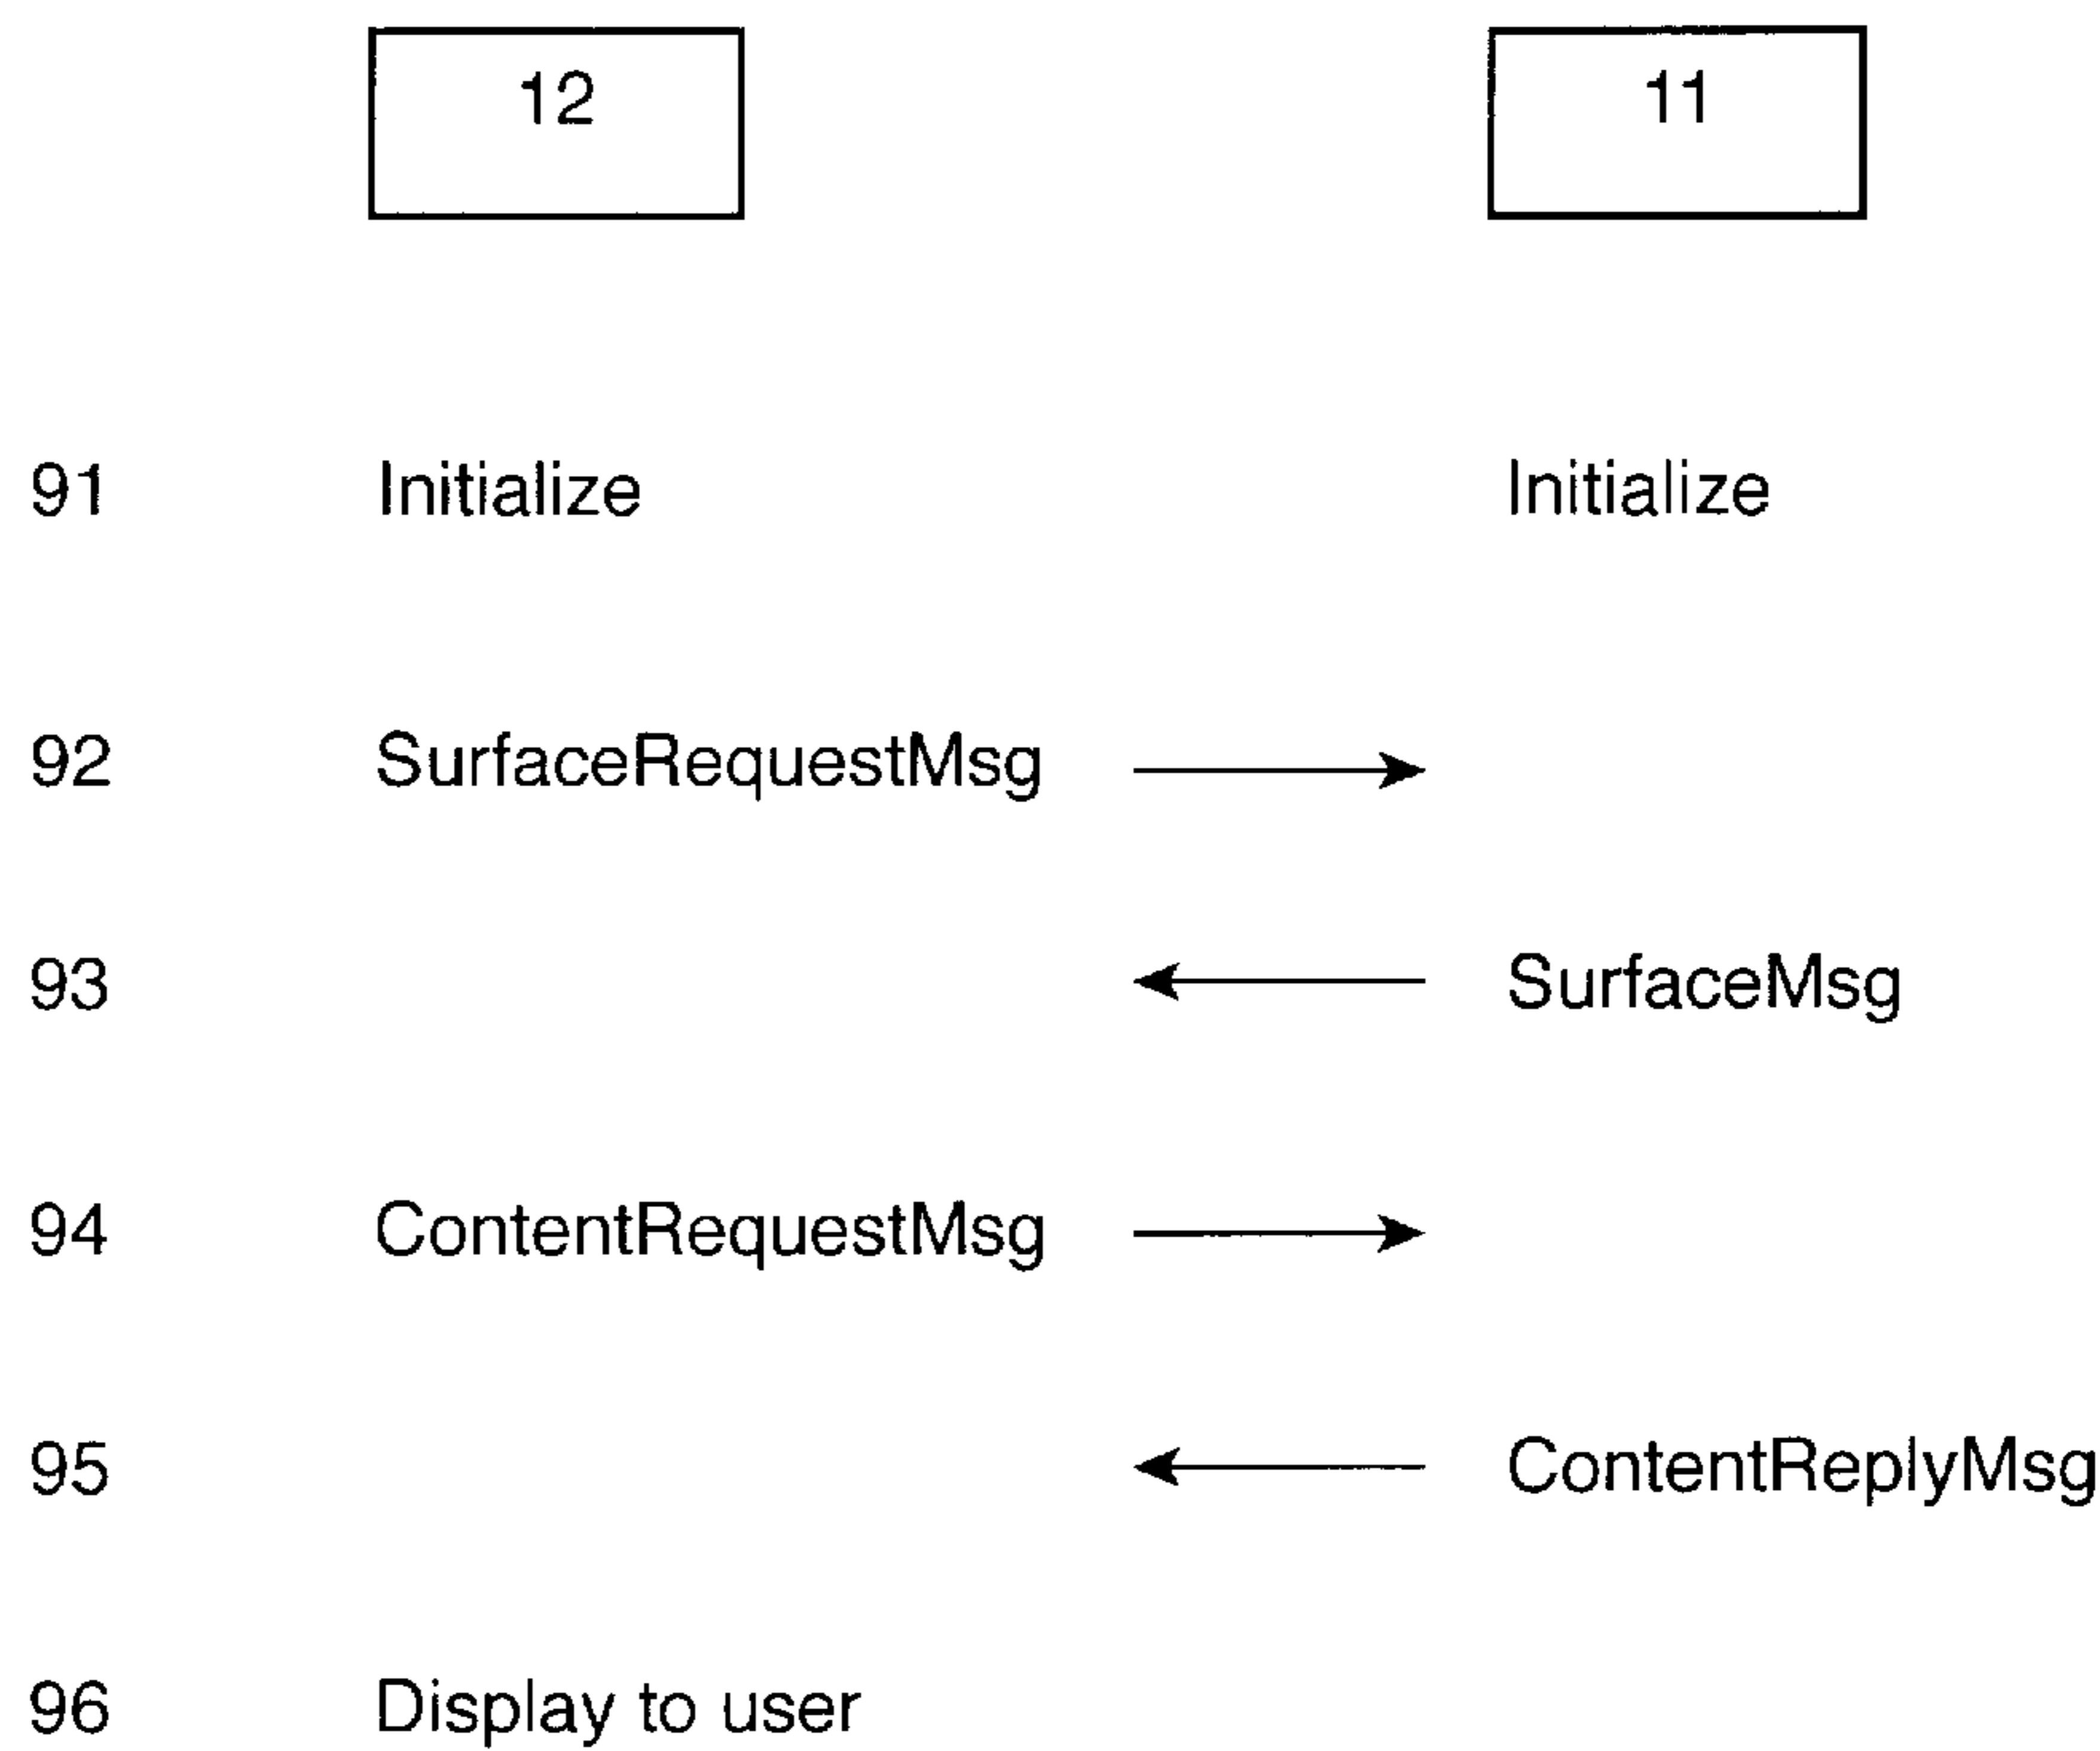 12 11
91 Initialize Initialize
92 SurfaceRequestMsg
93 SurfaceMsg
94 ContentRequestMsg
95 ContentReplyMsg
96 Display to user